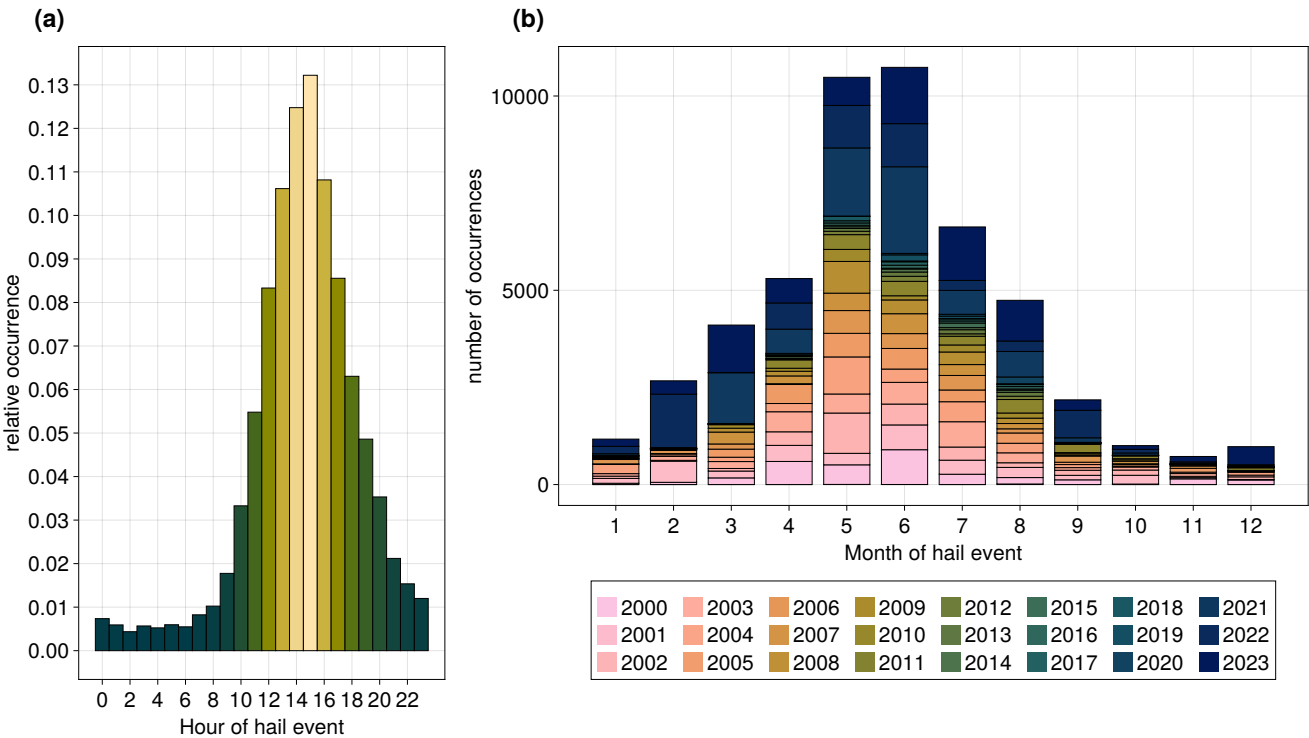 (a)
relative occurrence
0.13
0.12
0.11
0.10
0.09
0.08
0.07
0.06
0.05
0.04
0.03
0.02
0.01
0.00
0 2 4 6 8 10 12 14 16 18 20 22
Hour of hail event
(b)
number of occurrences
10000
5000
0
1 2 3 4 5 6 7 8 9 10 11 12
Month of hail event
2000 2003 2006 2009 2012 2015 2018 2021
2001 2004 2007 2010 2013 2016 2019 2022
2002 2005 2008 2011 2014 2017 2020 2023